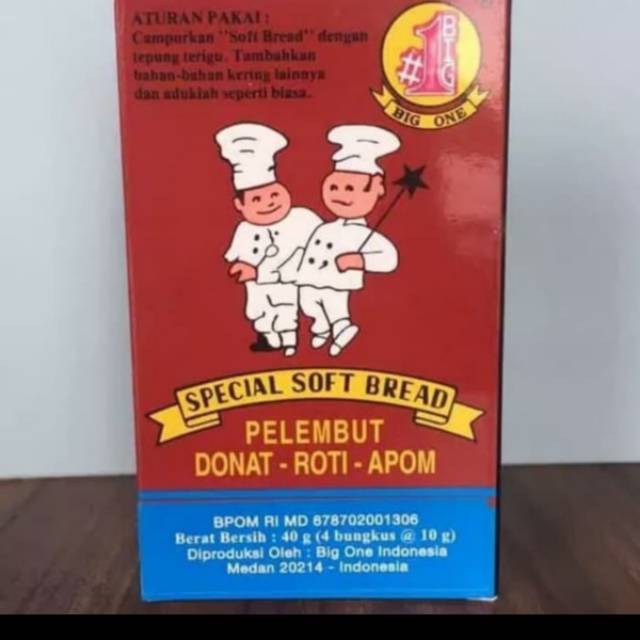 ATURAN PAKAI :
Campurkan "Soft Bread" dengan
tepung terigu. Tambahkan
bahan-bahan kering lainnya
dan aduklah seperti biasa.
#1
BIG
BIG ONE
SPECIAL SOFT BREAD
PELEMBUT
DONAT - ROTI - APOM
BPOM RI MD 678702001306
Berat Bersih : 40 g (4 bungkus @ 10 g)
Diproduksi Oleh : Big One Indonesia
Medan 20214 - Indonesia